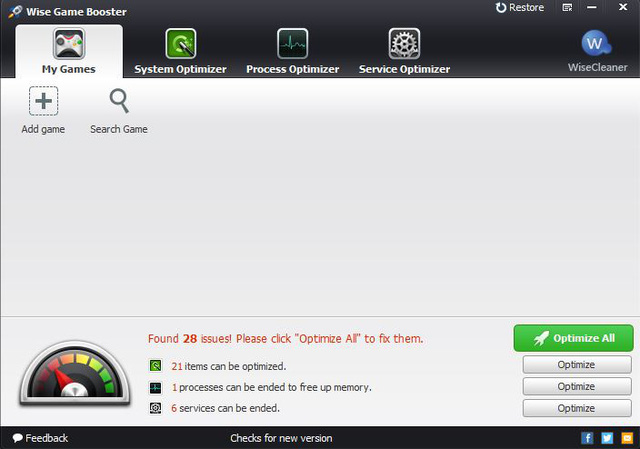 Wise Game Booster
Restore
My Games
System Optimizer
Process Optimizer
Service Optimizer
W
WiseCleaner
Add game
Search Game
Found 28 issues! Please click "Optimize All" to fix them.
Optimize All
21 items can be optimized.
Optimize
1 processes can be ended to free up memory.
Optimize
6 services can be ended.
Optimize
Feedback
Checks for new version